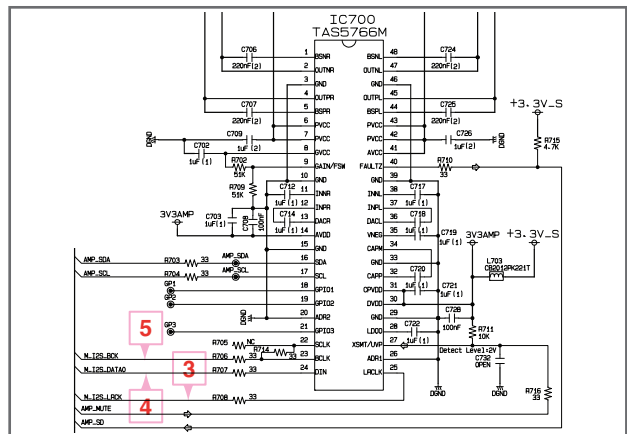 IC700
TAS5766M
C706
220nF(2)
1 BSNR
2 OUTNR
3 GND
4 OUTPR
5 BSPR
6 PVCC
7 PVCC
8 GVCC
9 GAIN/FSW
10 GND
11 INNR
12 INPR
13 DACR
14 AVDD
15 GND
16 SDA
17 SCL
18 GPIO1
19 GPIO2
20 ADR2
21 GPIO3
22 SCLK
23 BCLK
24 DIN
BSNL 48
OUTNL 47
GND 46
OUTPL 45
BSPL 44
PVCC 43
PVCC 42
AVCC 41
FAULTZ 40
GND 39
INNL 38
INPL 37
DACL 36
VNEG 35
CAPM 34
GND 33
CAPP 32
CPVDD 31
DVDD 30
GND 29
LDOO 28
XSMT/UVP 27
ADR1 26
LRCLK 25
C707
220nF(2)
C709
1uF(2)
DGND
C702
1uF(1)
R702
51K
R709
51K
C712
1uF(1)
C703
1uF(1)
C708
100nF
C714
1uF(1)
3V3AMP
AMP_SDA
R703 33
AMP_SDA
AMP_SCL
R704 33
AMP_SCL
GP1
GP2
DGND
GP3
R705 NC
R714
33
M_I2S_BCK
R706 33
M_I2S_DATA0
R707 33
M_I2S_LRCK
R708 33
AMP_MUTE
AMP_SD
5
4
3
C724
220nF(2)
C725
220nF(2)
C726
1uF(2)
DGND
+3.3V_S
R715
4.7K
R710
33
C717
1uF(1)
C718
1uF(1)
C719
1uF(1)
C720
1uF(1)
C721
1uF(1)
3V3AMP
+3.3V_S
L703
CB2012PK221T
C728
100nF
C722
1uF(1)
R711
10K
Detect Level:2V
C732
OPEN
R716
33
DGND
DGND